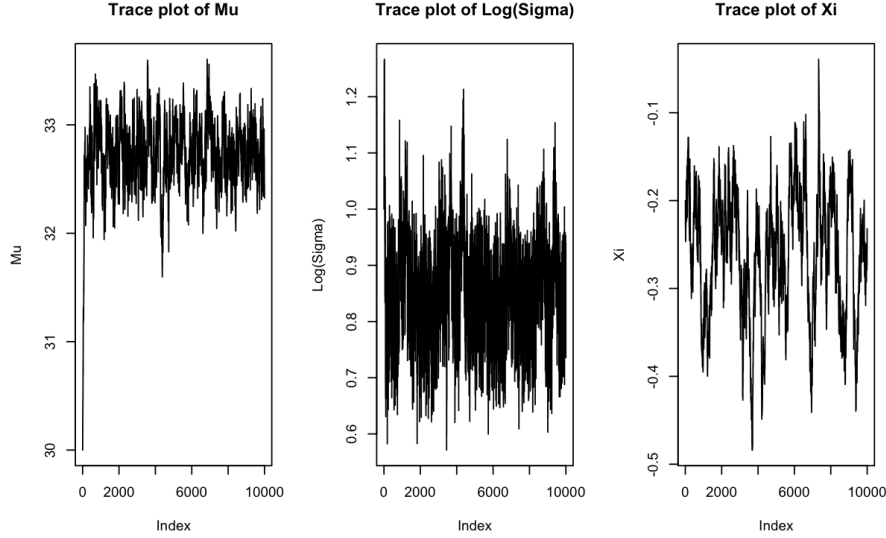 Trace plot of Mu
Mu
33
32
31
30
0 2000 6000 10000
Index
Trace plot of Log(Sigma)
Log(Sigma)
1.2
1.1
1.0
0.9
0.8
0.7
0.6
0 2000 6000 10000
Index
Trace plot of Xi
Xi
-0.1
-0.2
-0.3
-0.4
-0.5
0 2000 6000 10000
Index